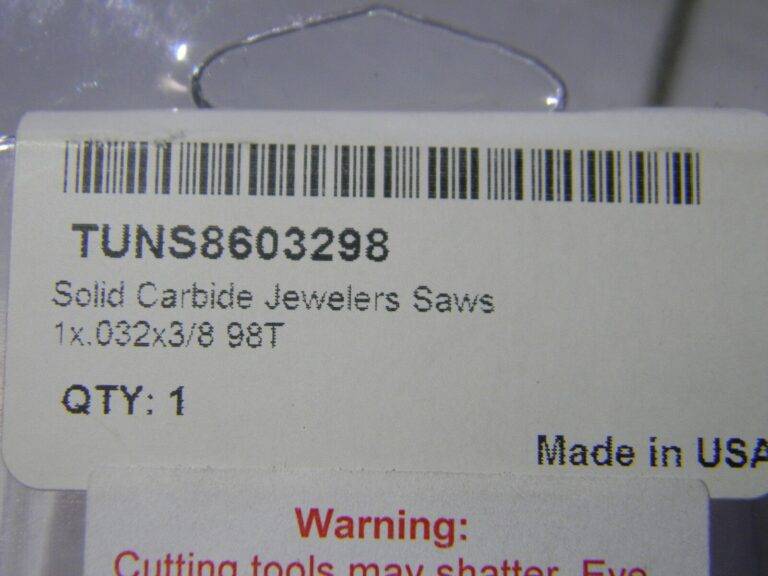 TUNS8603298
Solid Carbide Jewelers Saws
1x.032x3/8 98T
QTY: 1
Made in USA
Warning:
Cutting tools may shatter. Eye